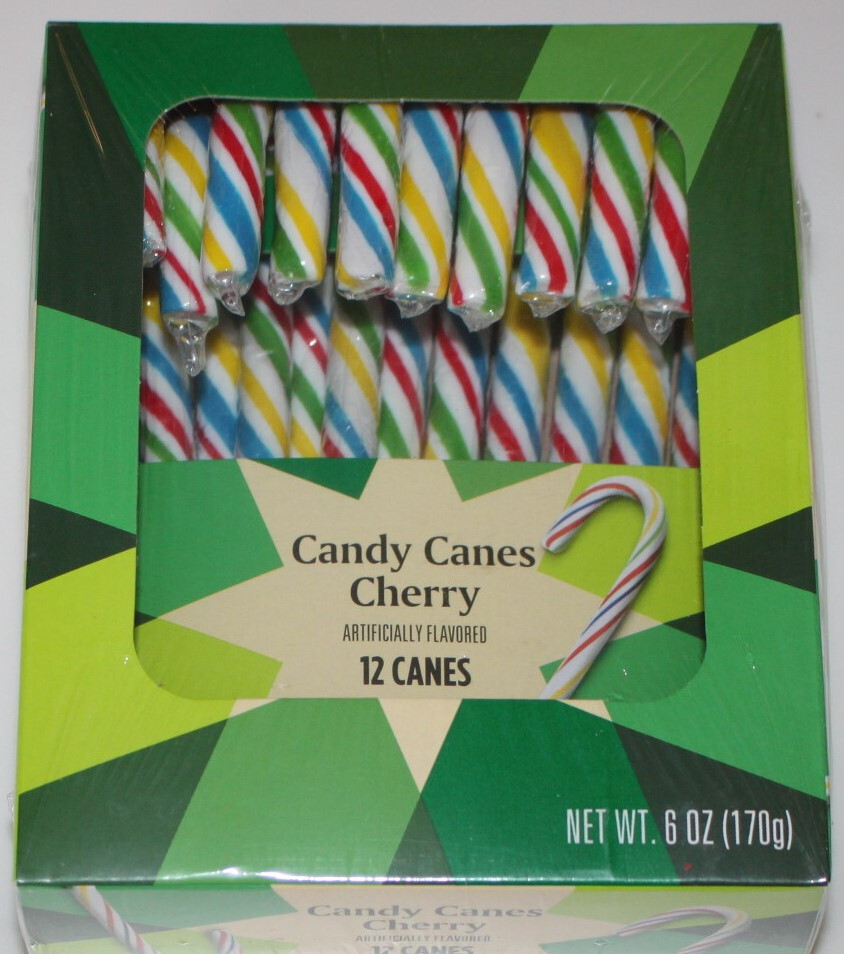 Candy Canes
Cherry
ARTIFICIALLY FLAVORED
12 CANES
NET WT. 6 OZ (170g)
Candy Canes
Cherry
ARTIFICIALLY FLAVORED
12 CANES